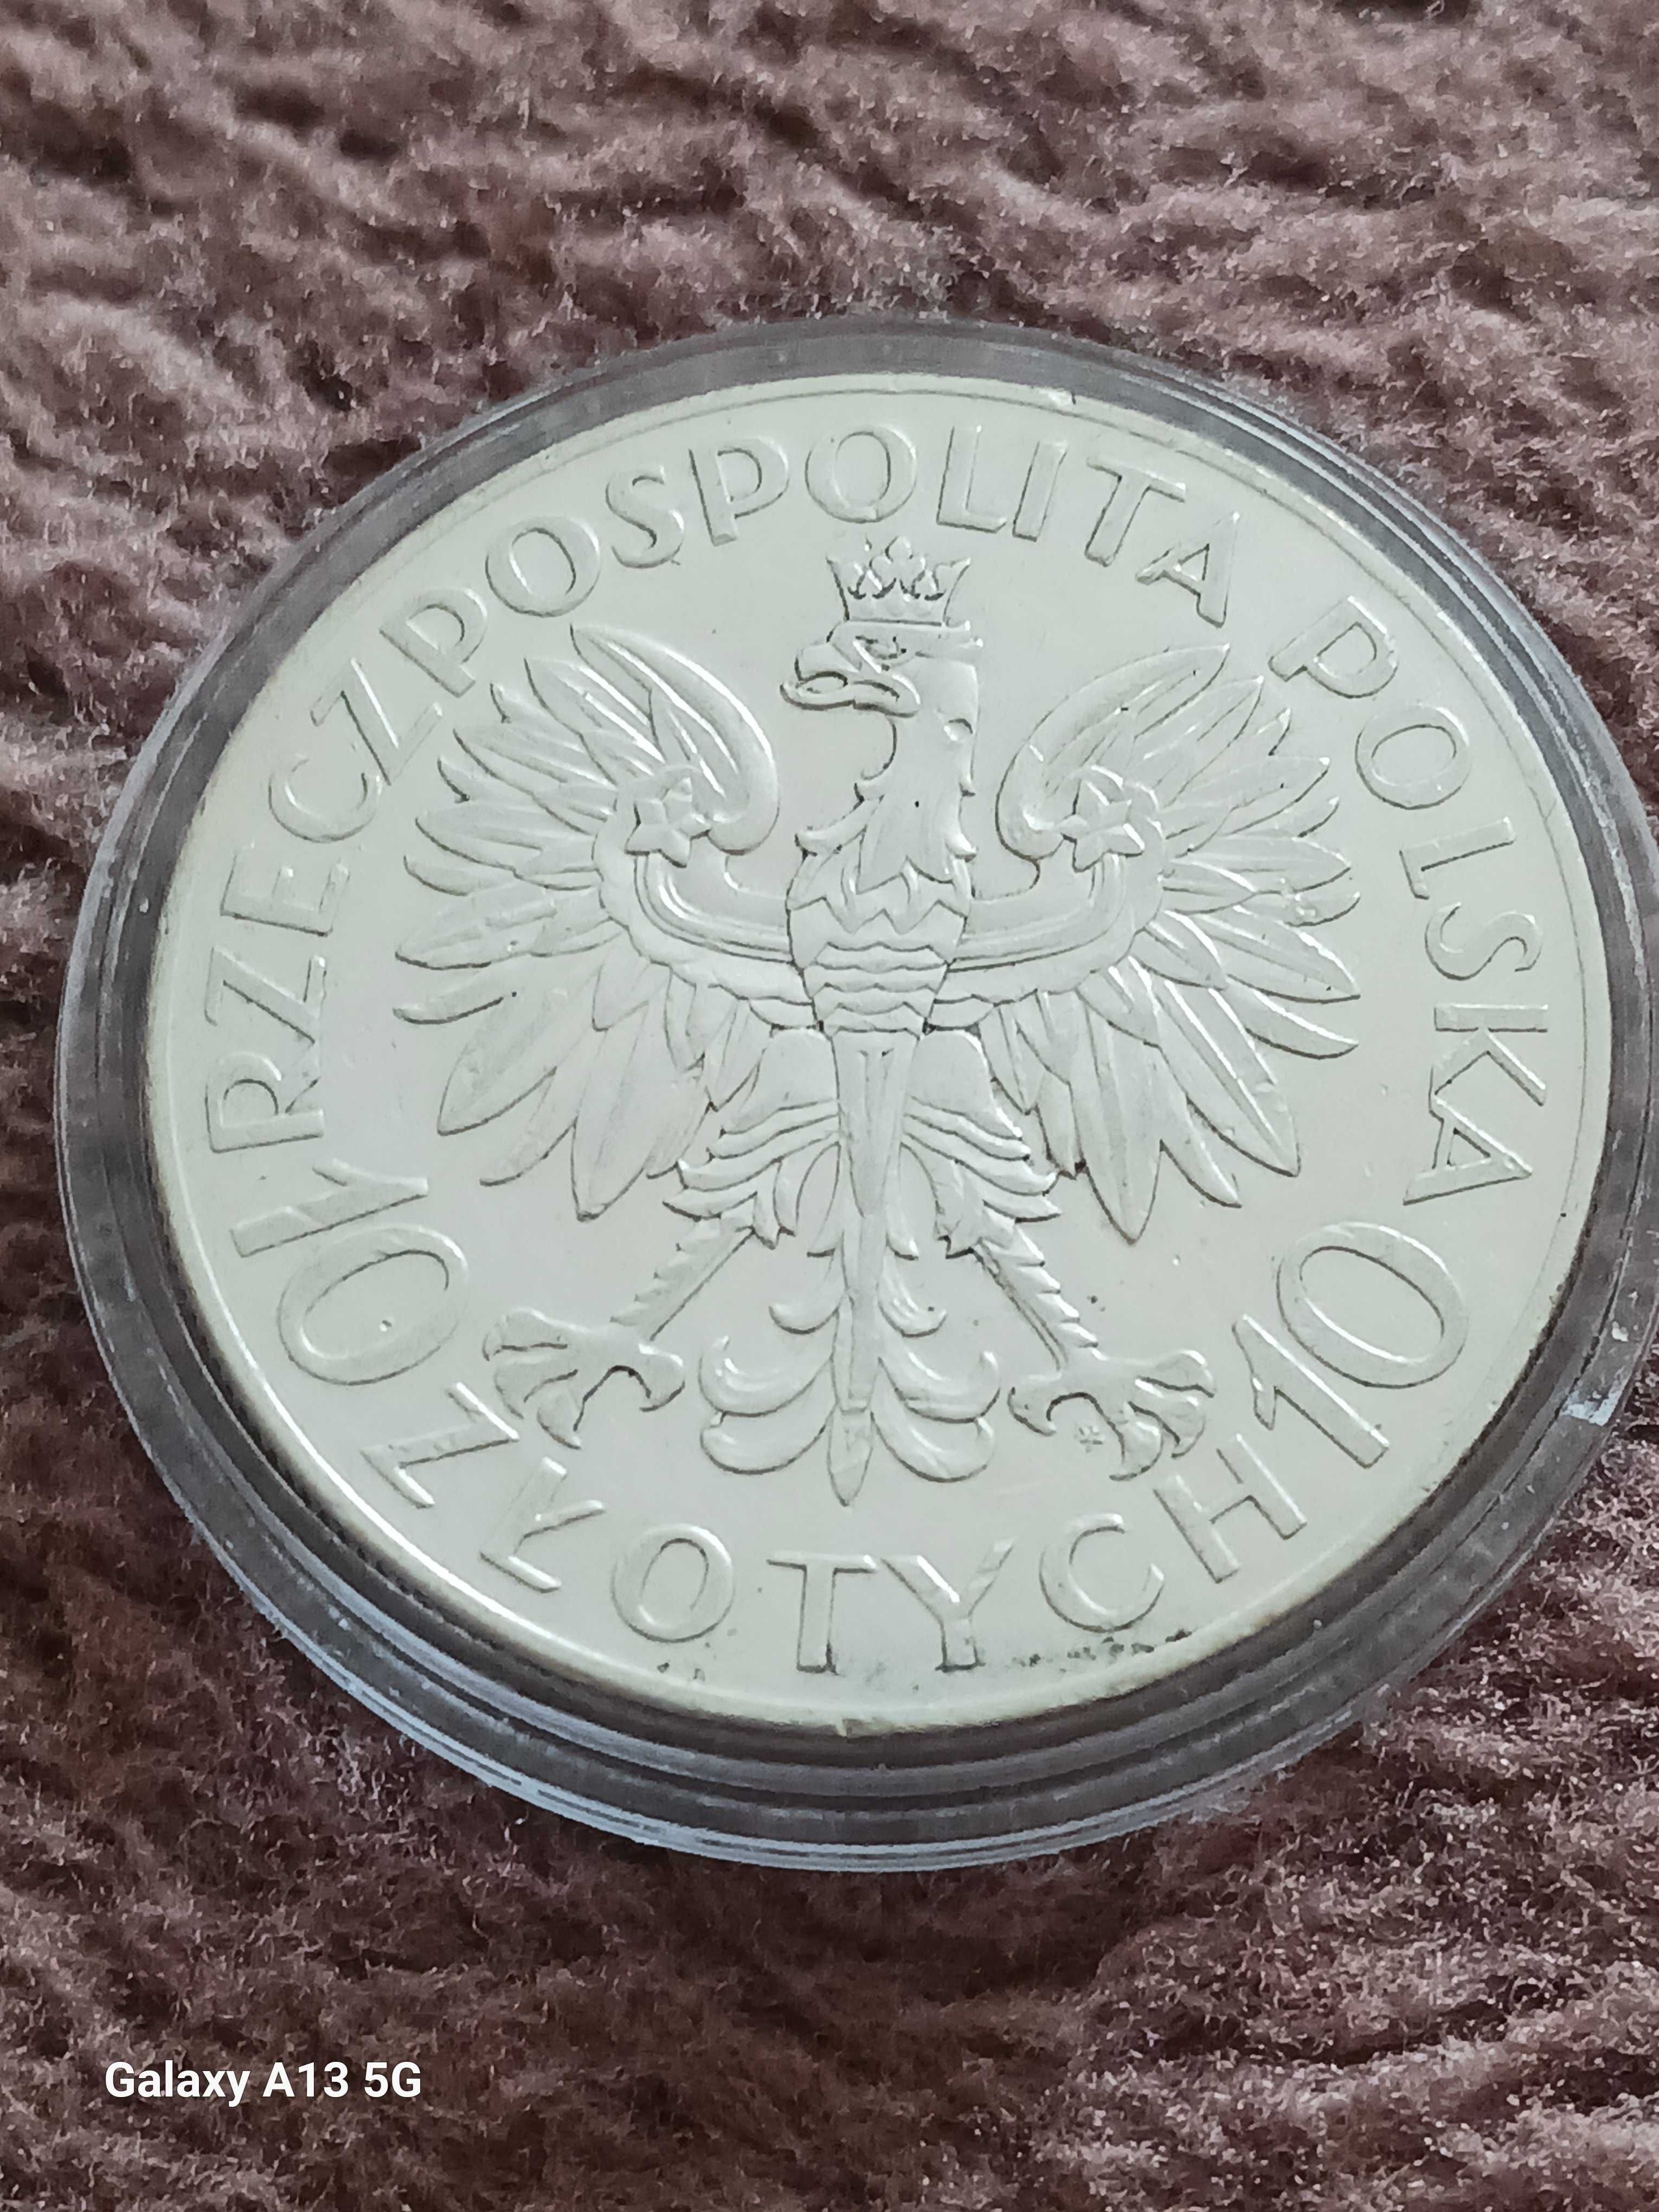 RZECZPOSPOLITA POLSKA
10 ZŁOTYCH 10
Galaxy A13 5G